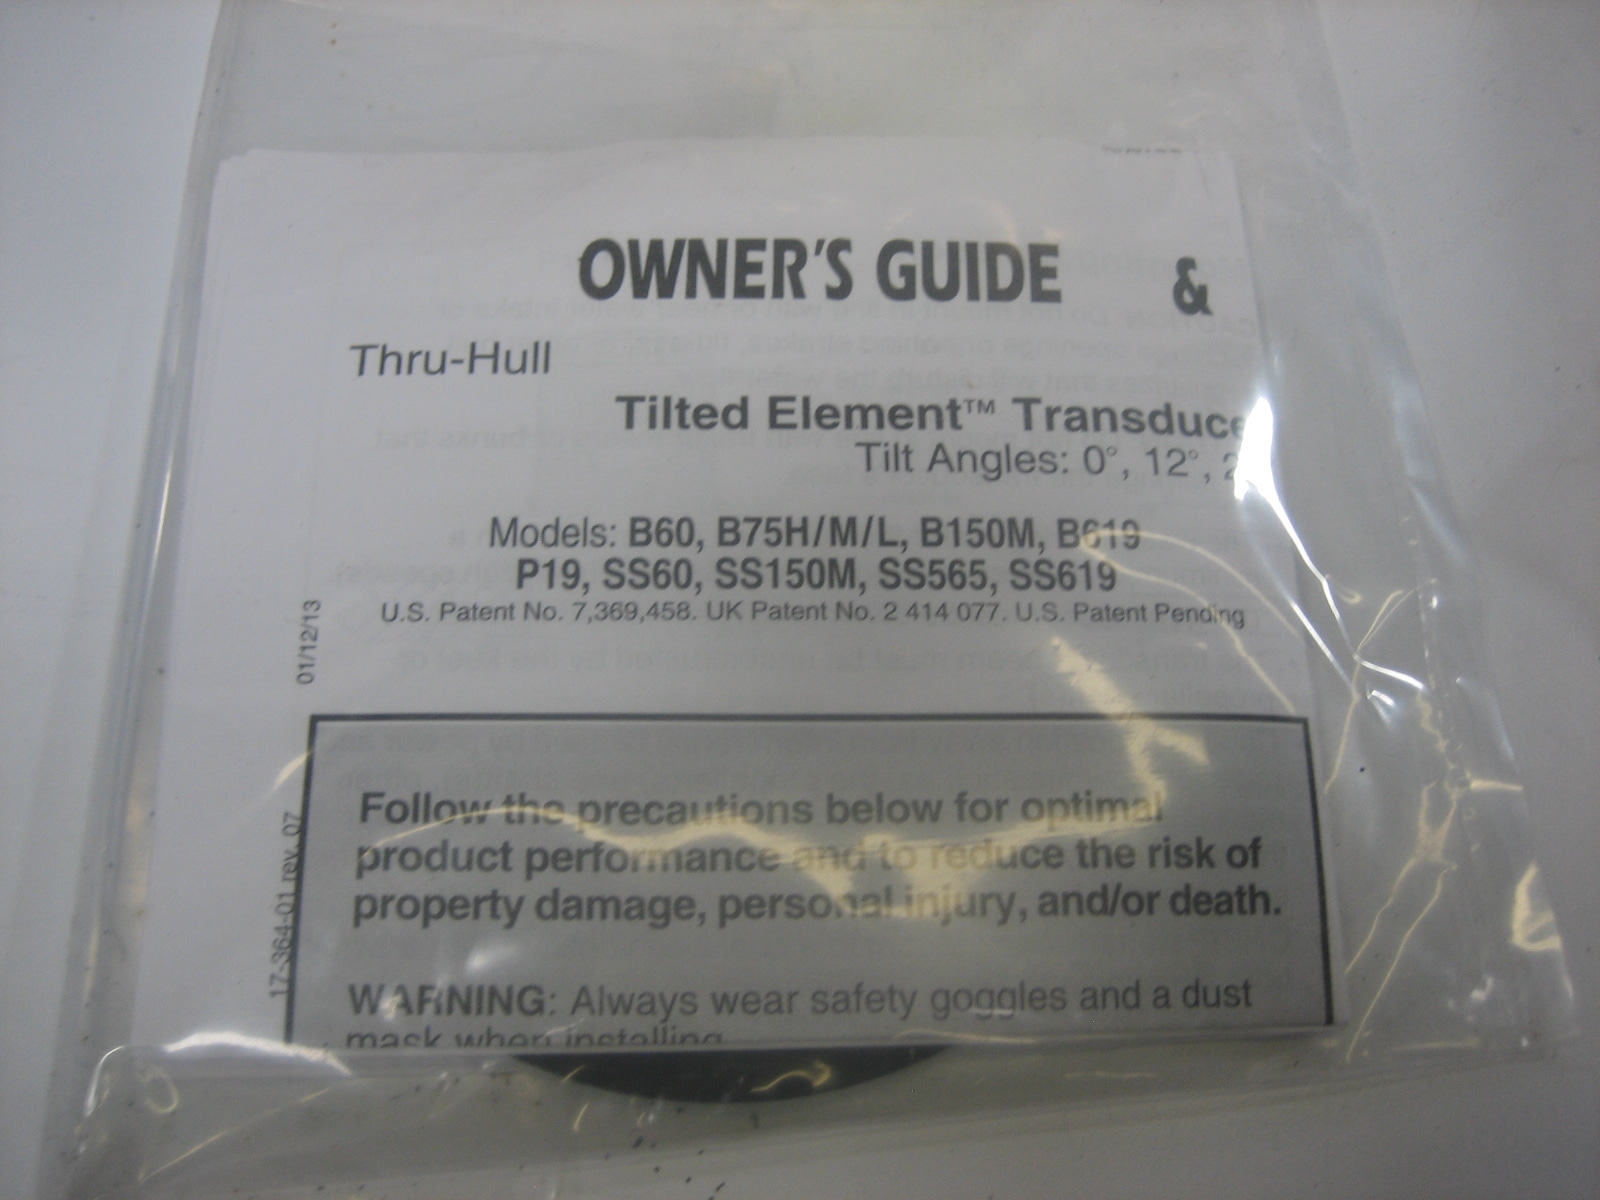 OWNER'S GUIDE &
Thru-Hull
Tilted Element™ Transduce
Tilt Angles: 0°, 12°, 2
Models: B60, B75H/M/L, B150M, B619
P19, SS60, SS150M, SS565, SS619
U.S. Patent No. 7,369,458. UK Patent No. 2 414 077. U.S. Patent Pending
01/12/13
17-364-01 rev. 07
Follow the precautions below for optimal
product performance and to reduce the risk of
property damage, personal injury, and/or death.
WARNING: Always wear safety goggles and a dust
mask when installing